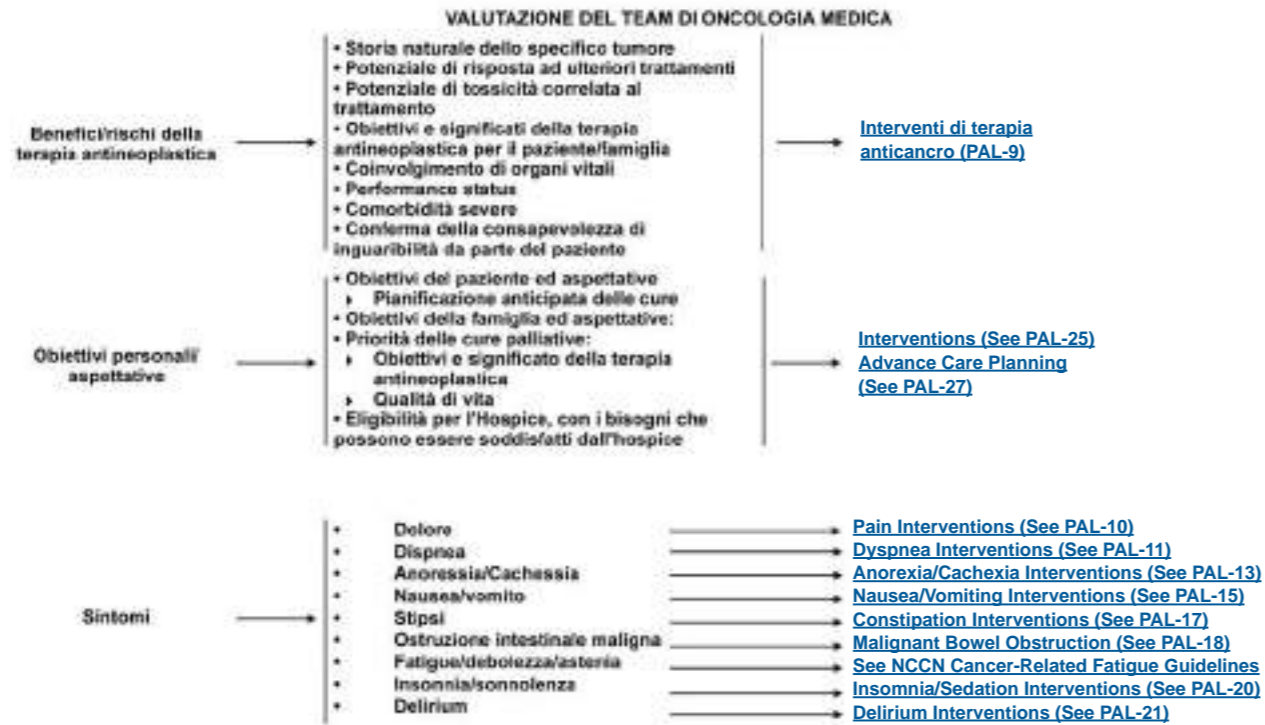 VALUTAZIONE DEL TEAM DI ONCOLOGIA MEDICA
Benefici/rischi della
terapia antineoplastica
• Storia naturale dello specifico tumore
• Potenziale di risposta ad ulteriori trattamenti
• Potenziale di tossicità correlata al
trattamento
• Obiettivi e significati della terapia
antineoplastica per il paziente/famiglia
• Coinvolgimento di organi vitali
• Performance status
• Comorbidità severe
• Conferma della consapevolezza di
inguaribilità da parte del paziente
Interventi di terapia
anticancro (PAL-9)
Obiettivi personali/
aspettative
• Obiettivi del paziente ed aspettative
Pianificazione anticipata delle cure
• Obiettivi della famiglia ed aspettative:
• Priorità delle cure palliative:
Obiettivi e significato della terapia
antineoplastica
Qualità di vita
• Eligibilità per l'Hospice, con i bisogni che
possono essere soddisfatti dall'hospice
Interventions (See PAL-25)
Advance Care Planning
(See PAL-27)
Sintomi
• Dolore
• Dispnea
• Anoressia/Cachessia
• Nausea/vomito
• Stipsi
• Ostruzione intestinale maligna
• Fatigue/debolezza/astenia
• Insonnia/sonnolenza
• Delirium
Pain Interventions (See PAL-10)
Dyspnea Interventions (See PAL-11)
Anorexia/Cachexia Interventions (See PAL-13)
Nausea/Vomiting Interventions (See PAL-15)
Constipation Interventions (See PAL-17)
Malignant Bowel Obstruction (See PAL-18)
See NCCN Cancer-Related Fatigue Guidelines
Insomnia/Sedation Interventions (See PAL-20)
Delirium Interventions (See PAL-21)